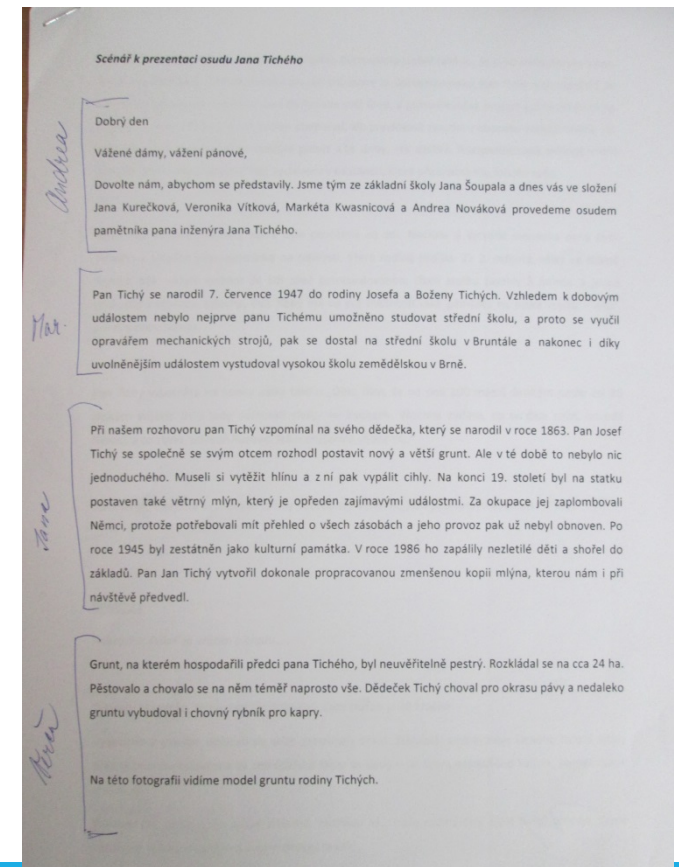 Scénář k prezentaci osudu Jana Tichého
Andrea
Dobrý den
Vážené dámy, vážení pánové,
Dovolte nám, abychom se představily. Jsme tým ze základní školy Jana Šoupala a dnes vás ve složení
Jana Kurečková, Veronika Vítková, Markéta Kwasnicová a Andrea Nováková provedeme osudem
pamětníka pana inženýra Jana Tichého.
Mar.
Pan Tichý se narodil 7. července 1947 do rodiny Josefa a Boženy Tichých. Vzhledem k dobovým
událostem nebylo nejprve panu Tichému umožněno studovat střední školu, a proto se vyučil
opravářem mechanických strojů, pak se dostal na střední školu v Bruntále a nakonec i díky
uvolněnějším událostem vystudoval vysokou školu zemědělskou v Brně.
Jana
Při našem rozhovoru pan Tichý vzpomínal na svého dědečka, který se narodil v roce 1863. Pan Josef
Tichý se společně se svým otcem rozhodl postavit nový a větší grunt. Ale v té době to nebylo nic
jednoduchého. Museli si vytěžit hlínu a z ní pak vypálit cihly. Na konci 19. století byl na statku
postaven také větrný mlýn, který je opředen zajímavými událostmi. Za okupace jej zaplombovali
Němci, protože potřebovali mít přehled o všech zásobách a jeho provoz pak už nebyl obnoven. Po
roce 1945 byl zestátněn jako kulturní památka. V roce 1986 ho zapálily nezletilé děti a shořel do
základů. Pan Jan Tichý vytvořil dokonale propracovanou zmenšenou kopii mlýna, kterou nám i při
návštěvě předvedl.
Grunt, na kterém hospodařili předci pana Tichého, byl neuvěřitelně pestrý. Rozkládal se na cca 24 ha.
Pěstovalo a chovalo se na něm téměř naprosto vše. Dědeček Tichý choval pro okrasu pávy a nedaleko
gruntu vybudoval i chovný rybník pro kapry.
Na této fotografii vidíme model gruntu rodiny Tichých.